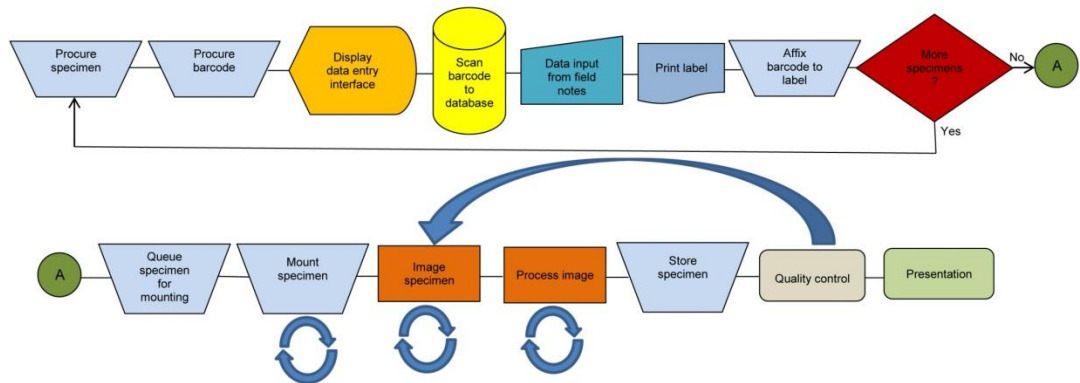 Procure
specimen
Procure
barcode
Display
data entry
interface
Scan
barcode
to
database
Data input
from field
notes
Print label
Affix
barcode to
label
More
specimens
?
No
A
Yes
A
Queue
specimen
for
mounting
Mount
specimen
Image
specimen
Process image
Store
specimen
Quality control
Presentation